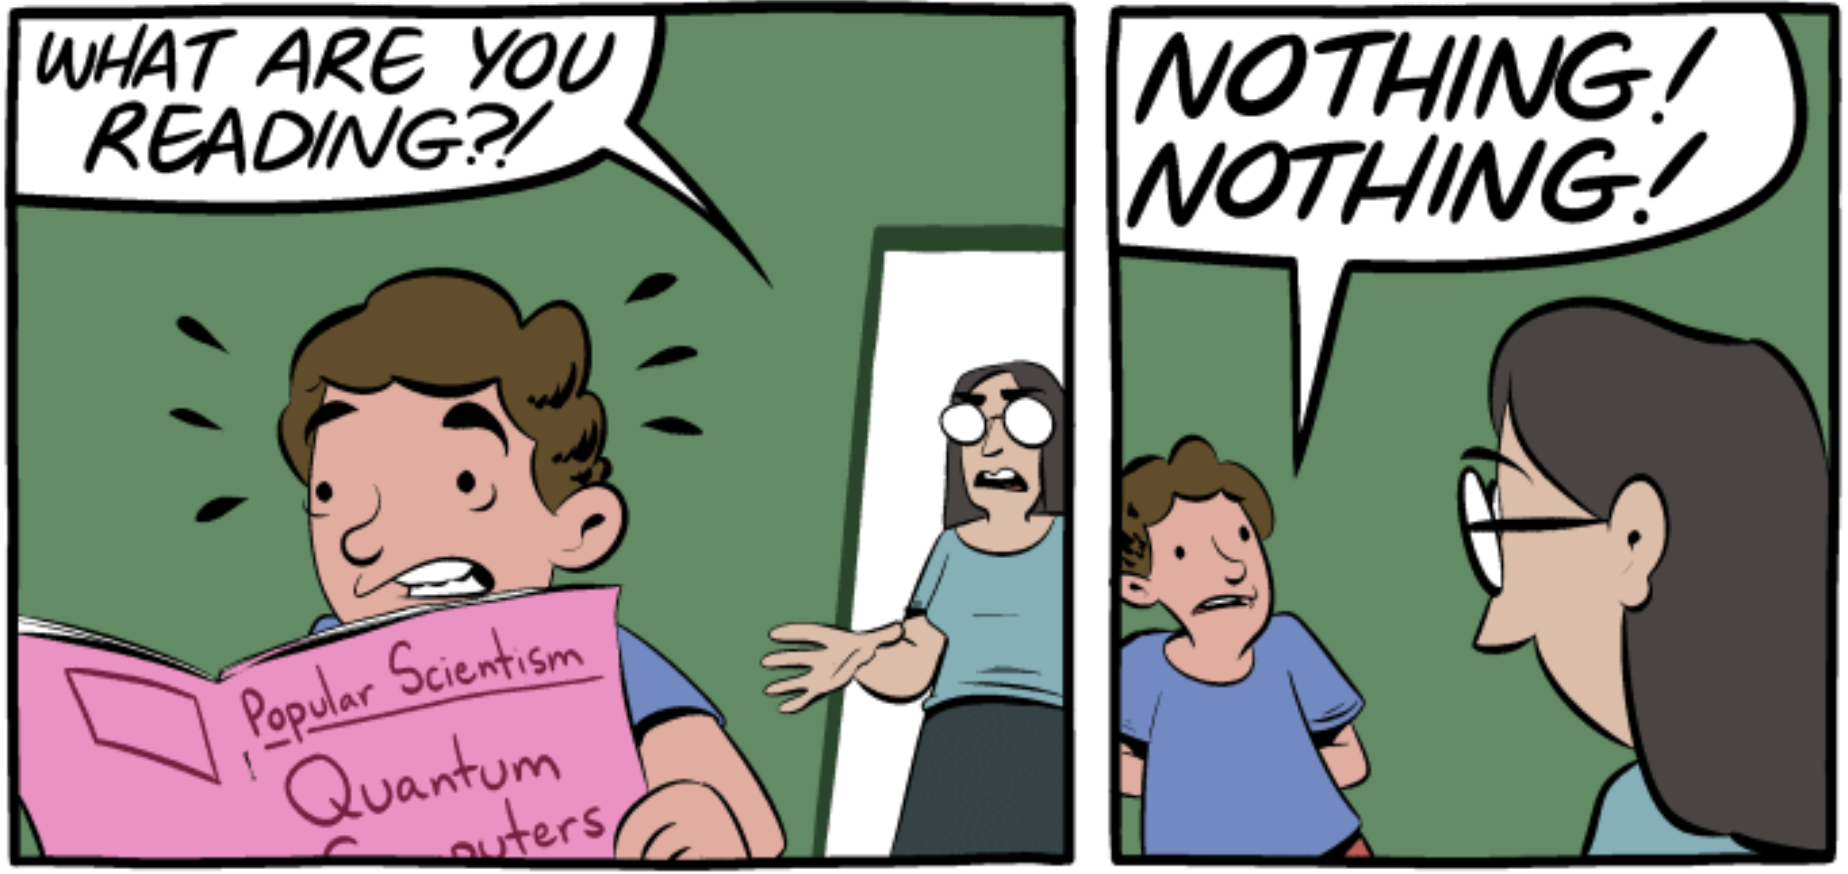 WHAT ARE YOU
READING?!
Popular Scientism
Quantum
NOTHING!
NOTHING!